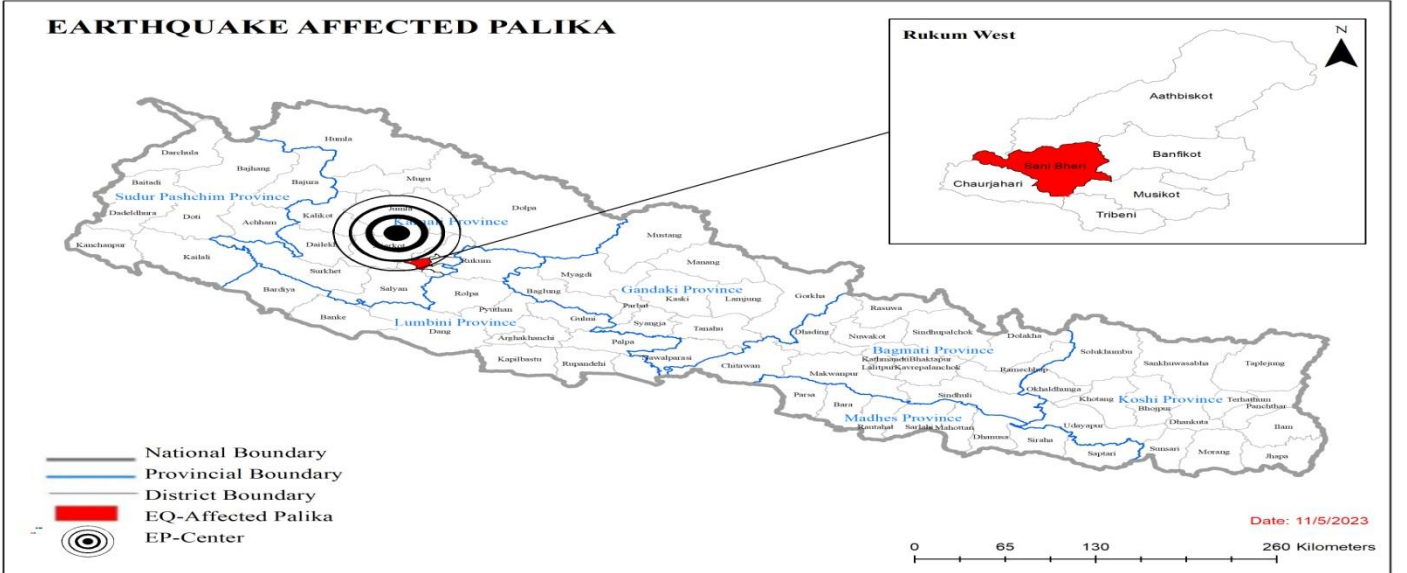 EARTHQUAKE AFFECTED PALIKA
Rukum West
N
Aathbiskot
Banfikot
Sani Bheri
Chaurjahari
Musikot
Tribeni
Humla
Darchula
Bajhang
Mugu
Baitadi
Bajura
Sudur Pashchim Province
Dolpa
Jumla
Dadeldhura
Doti
Achham
Kalikot
Province
Mustang
Kanchanpur
Kailali
Rukum
Manang
Surkhet
Myagdi
Bardiya
Salyan
Rolpa
Baglung
Gandaki Province
Kaski
Lamjung
Gorkha
Parbat
Banke
Pyuthan
Gulmi
Lumbini Province
Dang
Syangja
Tanahu
Arghakhanchi
Palpa
Kapilbastu
Rupandehi
Nawalparasi
Chitawan
Rasuwa
Dhading
Nuwakot
Sindhupalchok
Dolakha
Bagmati Province
Solukhumbu
Sankhuwasabha
Taplejung
Kathmandu Bhaktapur
Lalitpur Kavrepalanchok
Ramechhap
Makwanpur
Okhaldhunga
Parsa
Sindhuli
Khotang
Koshi Province
Terhathum
Panchthar
Bara
Bhojpur
Madhes Province
Rautahat
Sarlahi
Mahottari
Udayapur
Dhankuta
Ilam
Dhanusa
Siraha
Saptari
Sunsari
Morang
Jhapa
National Boundary
Provincial Boundary
District Boundary
EQ-Affected Palika
EP-Center
Date: 11/5/2023
0 65 130 260 Kilometers